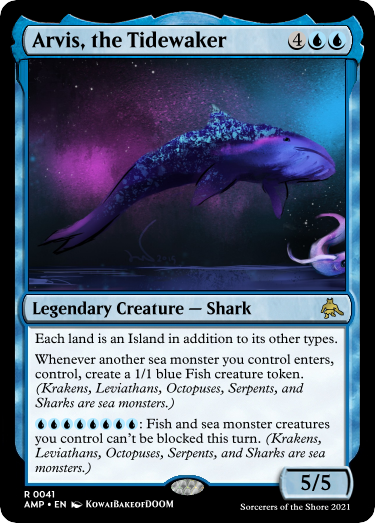 Arvis, the Tidewaker 4
Legendary Creature — Shark
Each land is an Island in addition to its other types.
Whenever another sea monster you control enters,
control, create a 1/1 blue Fish creature token.
(Krakens, Leviathans, Octopuses, Serpents, and
Sharks are sea monsters.)
: Fish and sea monster creatures
you control can't be blocked this turn. (Krakens,
Leviathans, Octopuses, Serpents, and Sharks are sea
monsters.)
5/5
R 0041
AMP • EN KowaiBakeofDOOM
Sorcerers of the Shore 2021